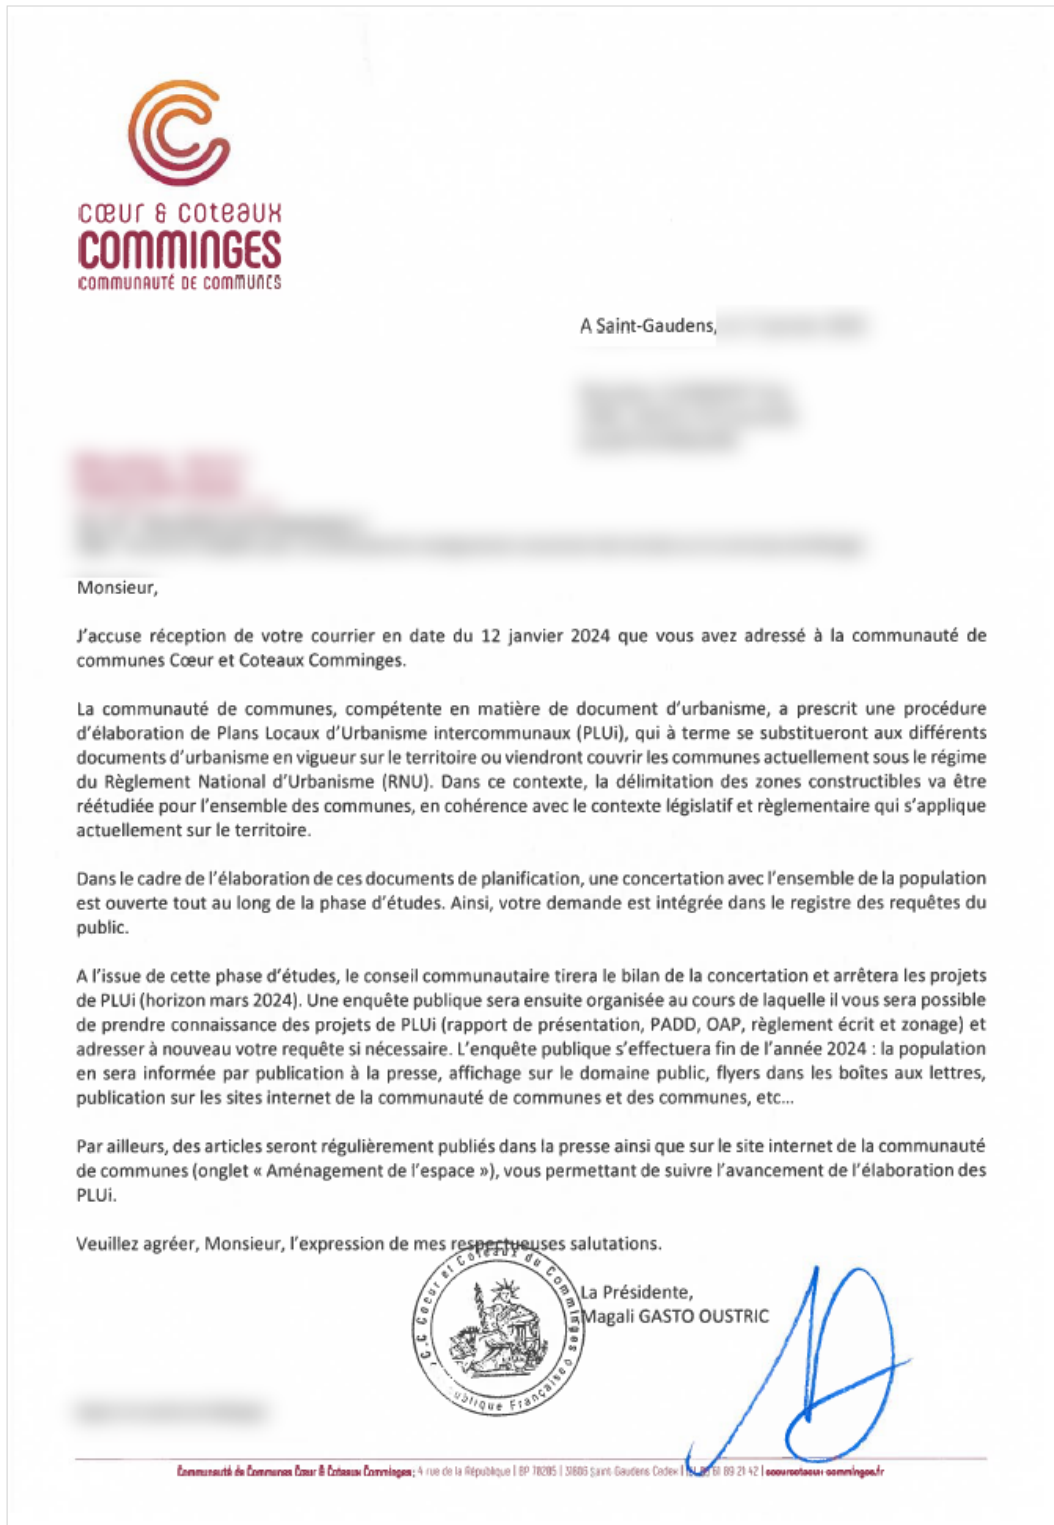 cœur & coteaux
COMMINGES
COMMUNAUTÉ DE COMMUNES
A Saint-Gaudens,
Monsieur,
J'accuse réception de votre courrier en date du 12 janvier 2024 que vous avez adressé à la communauté de
communes Cœur et Coteaux Comminges.
La communauté de communes, compétente en matière de document d'urbanisme, a prescrit une procédure
d'élaboration de Plans Locaux d'Urbanisme intercommunaux (PLUi), qui à terme se substitueront aux différents
documents d'urbanisme en vigueur sur le territoire ou viendront couvrir les communes actuellement sous le régime
du Règlement National d'Urbanisme (RNU). Dans ce contexte, la délimitation des zones constructibles va être
réétudiée pour l'ensemble des communes, en cohérence avec le contexte législatif et règlementaire qui s'applique
actuellement sur le territoire.
Dans le cadre de l'élaboration de ces documents de planification, une concertation avec l'ensemble de la population
est ouverte tout au long de la phase d'études. Ainsi, votre demande est intégrée dans le registre des requêtes du
public.
A l'issue de cette phase d'études, le conseil communautaire tirera le bilan de la concertation et arrêtera les projets
de PLUi (horizon mars 2024). Une enquête publique sera ensuite organisée au cours de laquelle il vous sera possible
de prendre connaissance des projets de PLUi (rapport de présentation, PADD, OAP, règlement écrit et zonage) et
adresser à nouveau votre requête si nécessaire. L'enquête publique s'effectuera fin de l'année 2024 : la population
en sera informée par publication à la presse, affichage sur le domaine public, flyers dans les boîtes aux lettres,
publication sur les sites internet de la communauté de communes et des communes, etc...
Par ailleurs, des articles seront régulièrement publiés dans la presse ainsi que sur le site internet de la communauté
de communes (onglet « Aménagement de l'espace »), vous permettant de suivre l'avancement de l'élaboration des
PLUi.
Veuillez agréer, Monsieur, l'expression de mes respectueuses salutations.
C.C Coeur et Coteaux du Comminges
République Française
La Présidente,
Magali GASTO OUSTRIC
Communauté de Communes Cœur & Coteaux Comminges; 4 rue de la République | BP 70205 | 31806 Saint-Gaudens Cedex | 61 89 21 42 | coeurcoteaux-comminges.fr